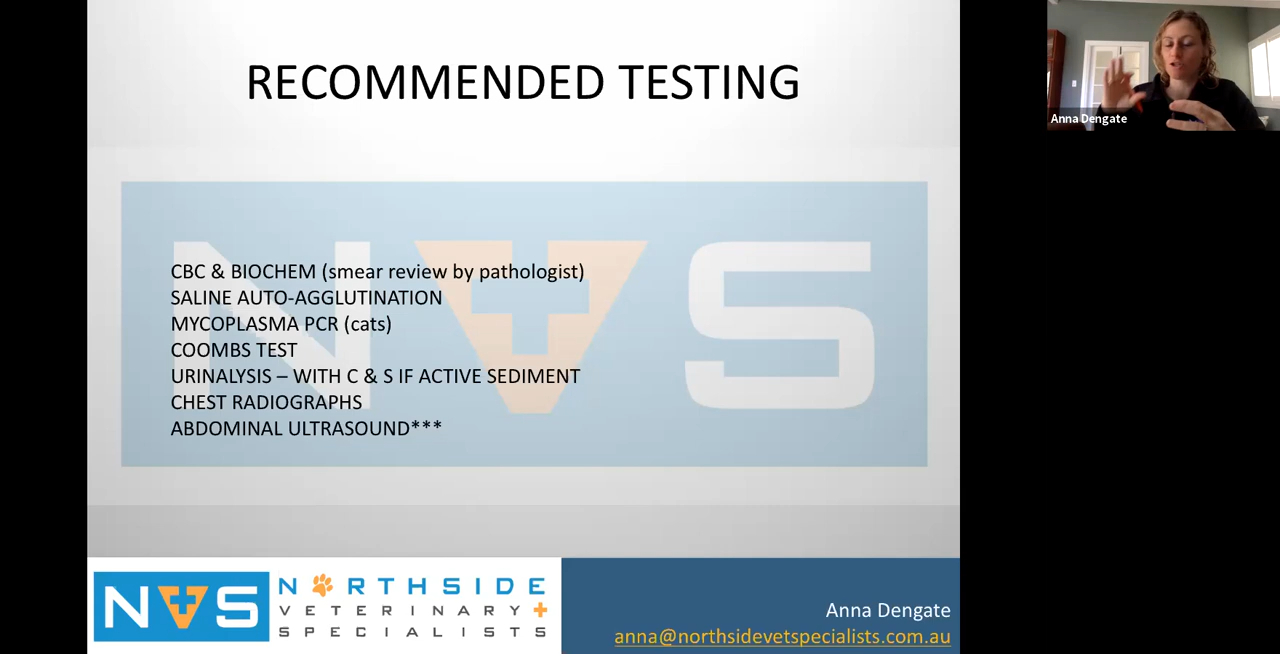 RECOMMENDED TESTING
NVS
CBC & BIOCHEM (smear review by pathologist)
SALINE AUTO-AGGLUTINATION
MYCOPLASMA PCR (cats)
COOMBS TEST
URINALYSIS – WITH C & S IF ACTIVE SEDIMENT
CHEST RADIOGRAPHS
ABDOMINAL ULTRASOUND***
NVS
NORTHSIDE
VETERINARY
SPECIALISTS
Anna Dengate
anna@northsidevetspecialists.com.au
Anna Dengate